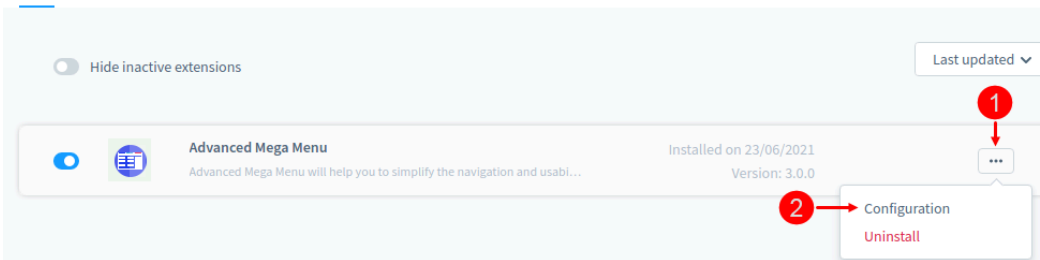 Hide inactive extensions
Last updated
1
Advanced Mega Menu
Installed on 23/06/2021
Advanced Mega Menu will help you to simplify the navigation and usabi...
Version: 3.0.0
2
Configuration
Uninstall